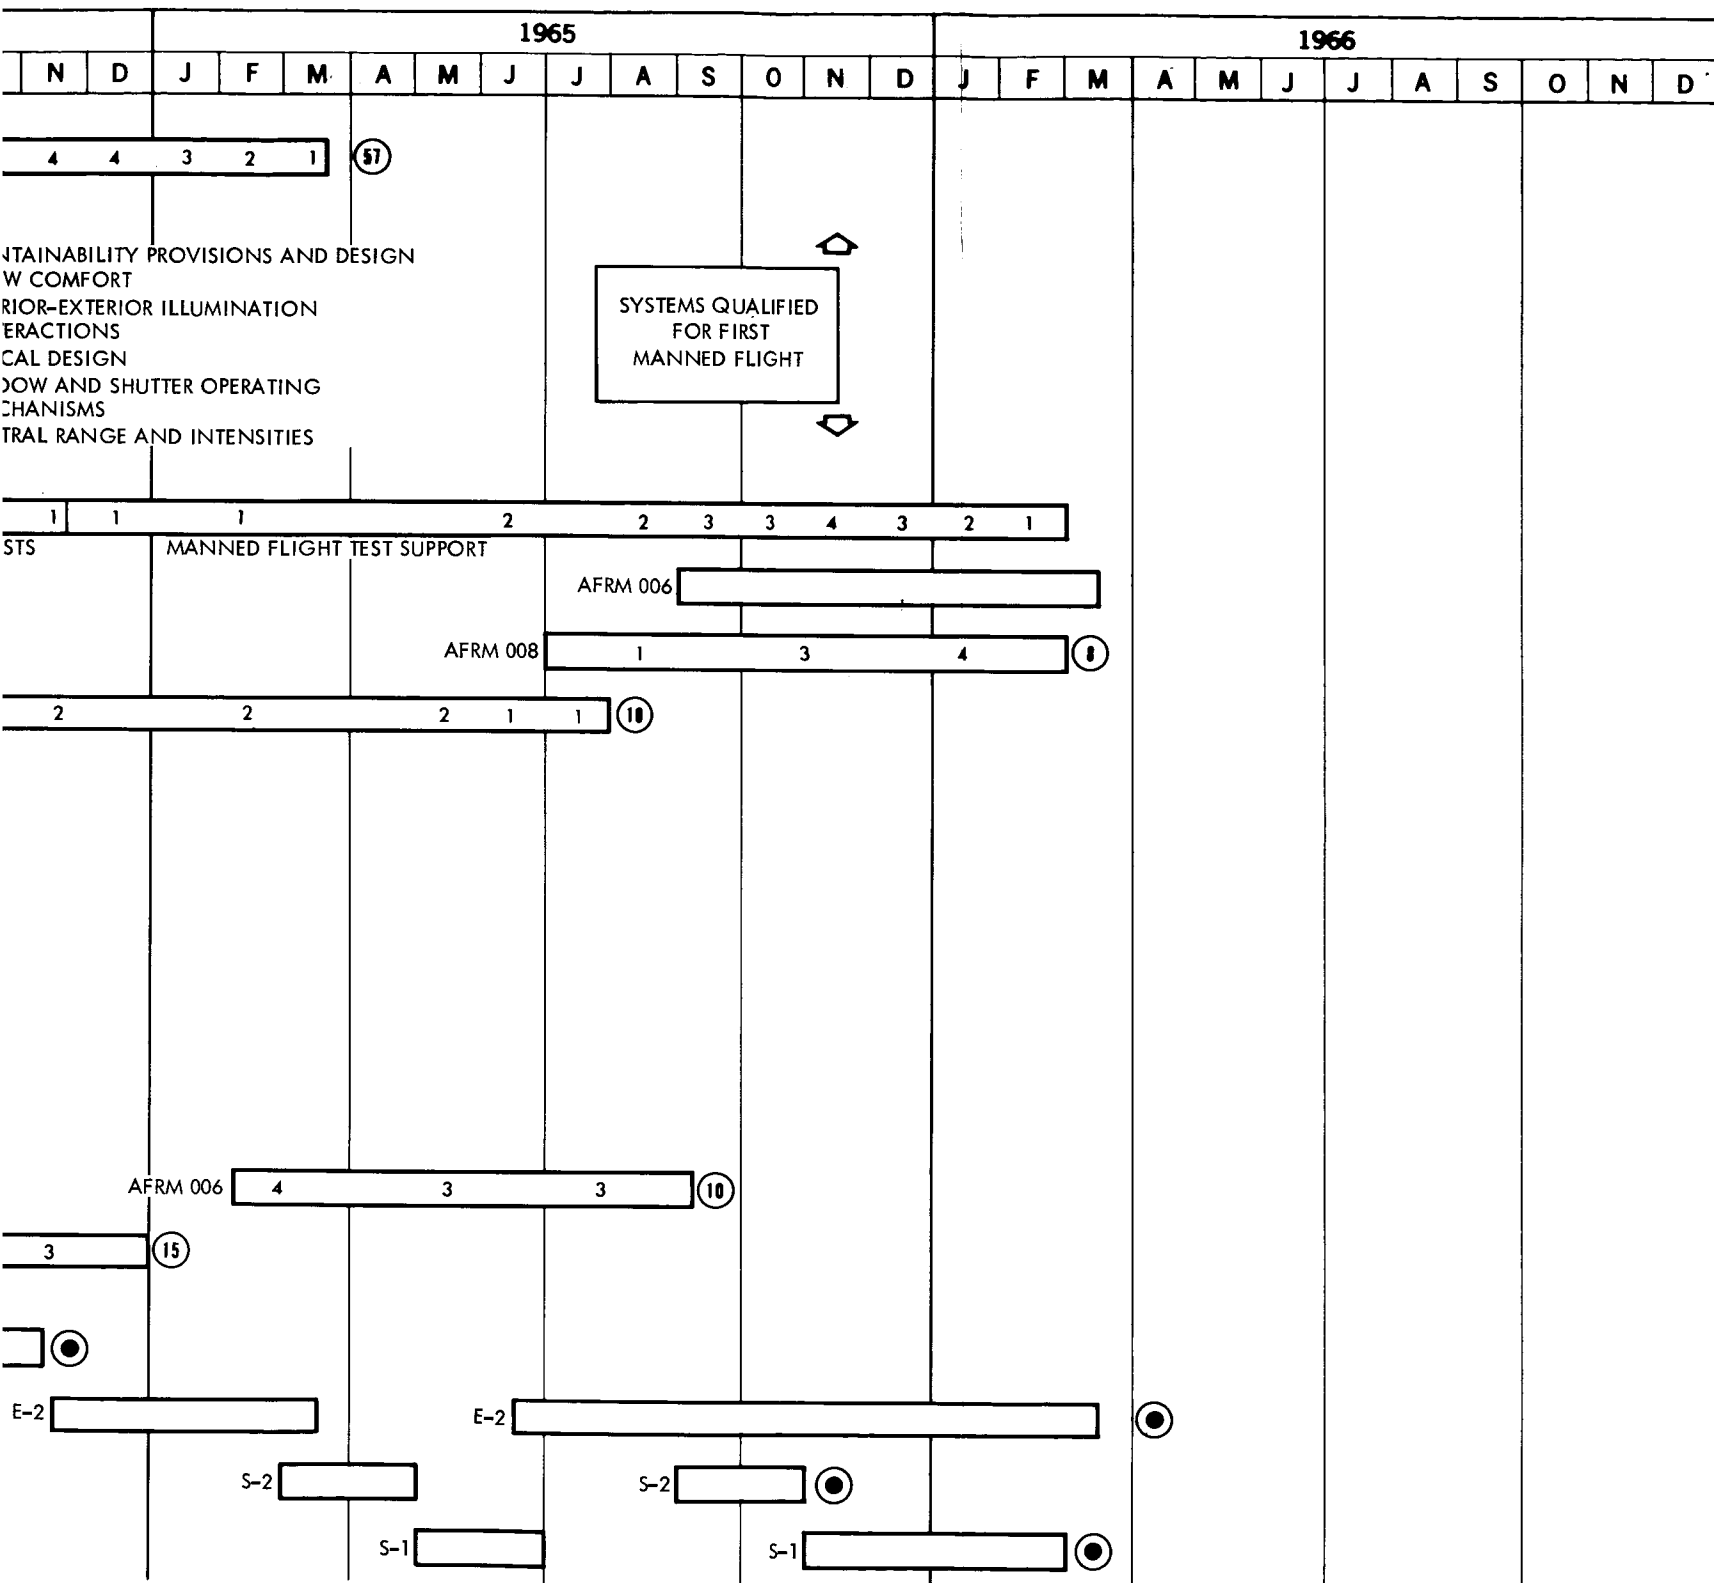 1965 1966
N D J F M A M J J A S O N D J F M A M J J A S O N D
4 4 3 2 1 57
NTAINABILITY PROVISIONS AND DESIGN
W COMFORT
RIOR-EXTERIOR ILLUMINATION
ERACTIONS
CAL DESIGN
DOW AND SHUTTER OPERATING
CHANISMS
TRAL RANGE AND INTENSITIES
SYSTEMS QUALIFIED
FOR FIRST
MANNED FLIGHT
1 1 1 2 2 3 3 4 3 2 1
STS MANNED FLIGHT TEST SUPPORT
AFRM 006
AFRM 008 1 3 4 8
2 2 2 1 1 10
AFRM 006 4 3 3 10
3 15
E-2 E-2
S-2 S-2
S-1 S-1